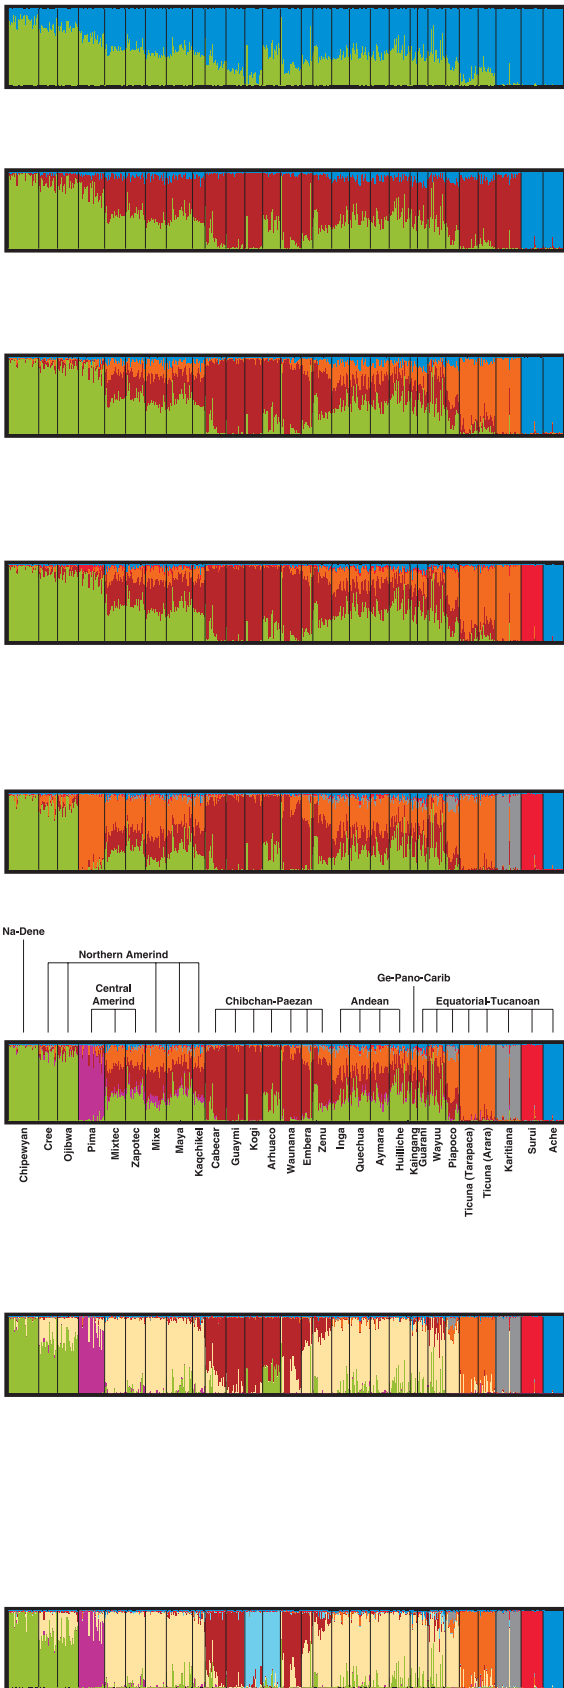 Na-Dene
Northern Amerind
Central
Amerind
Chibchan-Paezan
Andean
Ge-Pano-Carib
Equatorial-Tucanoan
Chipewyan
Cree
Ojibwa
Pima
Mixtec
Zapotec
Mixe
Maya
Kaqchikel
Cabecar
Guaymi
Kogi
Arhuaco
Waunana
Embera
Zenu
Inga
Quechua
Aymara
Huilliche
Kaingang
Guarani
Wayuu
Piapoco
Ticuna (Tarapaca)
Ticuna (Arara)
Karitiana
Surui
Ache